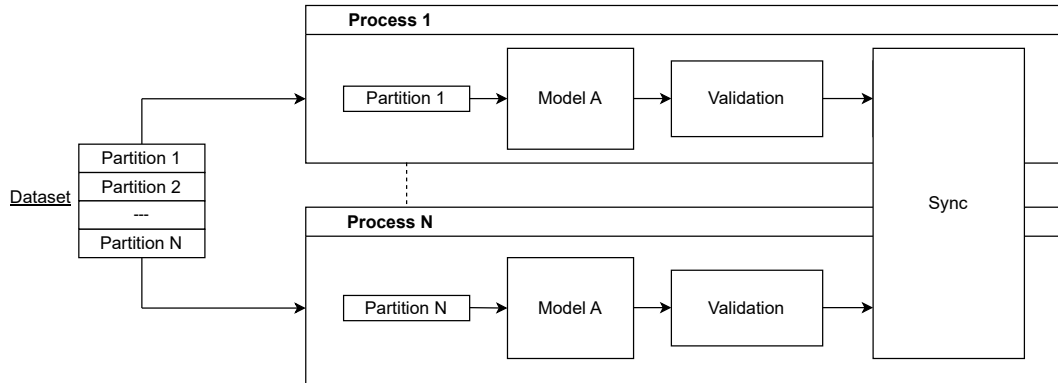 Process 1
Partition 1
Model A
Validation
Dataset
Partition 1
Partition 2
---
Partition N
Sync
Process N
Partition N
Model A
Validation